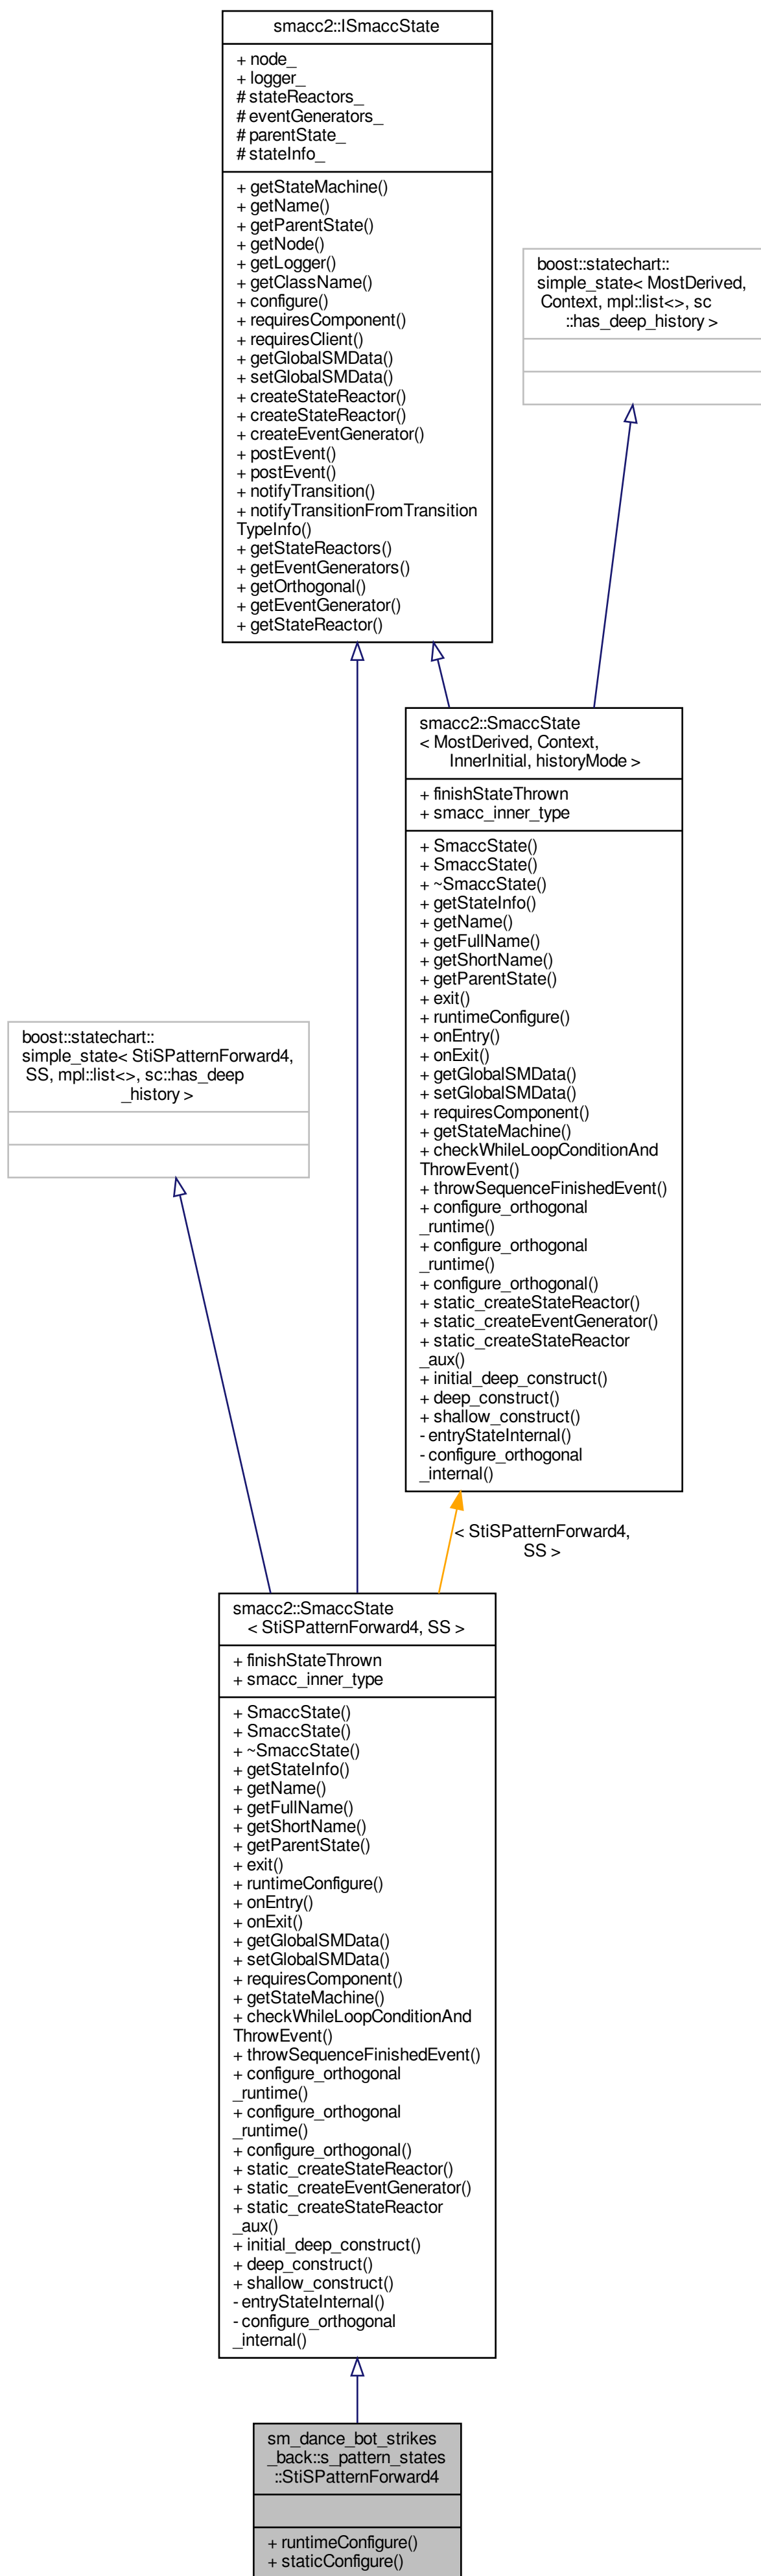 smacc2::ISmaccState
+ node_
+ logger_
# stateReactors_
# eventGenerators_
# parentState_
# stateInfo_
+ getStateMachine()
+ getName()
+ getParentState()
+ getNode()
+ getLogger()
+ getClassName()
+ configure()
+ requiresComponent()
+ requiresClient()
+ getGlobalSMData()
+ setGlobalSMData()
+ createStateReactor()
+ createStateReactor()
+ createEventGenerator()
+ postEvent()
+ postEvent()
+ notifyTransition()
+ notifyTransitionFromTransition
TypeInfo()
+ getStateReactors()
+ getEventGenerators()
+ getOrthogonal()
+ getEventGenerator()
+ getStateReactor()
boost::statechart::
simple_state< MostDerived,
Context, mpl::list<>, sc
::has_deep_history >
smacc2::SmaccState
< MostDerived, Context,
InnerInitial, historyMode >
+ finishStateThrown
+ smacc_inner_type
+ SmaccState()
+ SmaccState()
+ ~SmaccState()
+ getStateInfo()
+ getName()
+ getFullName()
+ getShortName()
+ getParentState()
+ exit()
+ runtimeConfigure()
+ onEntry()
+ onExit()
+ getGlobalSMData()
+ setGlobalSMData()
+ requiresComponent()
+ getStateMachine()
+ checkWhileLoopConditionAnd
ThrowEvent()
+ throwSequenceFinishedEvent()
+ configure_orthogonal
_runtime()
+ configure_orthogonal
_runtime()
+ configure_orthogonal()
+ static_createStateReactor()
+ static_createEventGenerator()
+ static_createStateReactor
_aux()
+ initial_deep_construct()
+ deep_construct()
+ shallow_construct()
- entryStateInternal()
- configure_orthogonal
_internal()
boost::statechart::
simple_state< StiSPatternForward4,
SS, mpl::list<>, sc::has_deep
_history >
< StiSPatternForward4,
SS >
smacc2::SmaccState
< StiSPatternForward4, SS >
+ finishStateThrown
+ smacc_inner_type
+ SmaccState()
+ SmaccState()
+ ~SmaccState()
+ getStateInfo()
+ getName()
+ getFullName()
+ getShortName()
+ getParentState()
+ exit()
+ runtimeConfigure()
+ onEntry()
+ onExit()
+ getGlobalSMData()
+ setGlobalSMData()
+ requiresComponent()
+ getStateMachine()
+ checkWhileLoopConditionAnd
ThrowEvent()
+ throwSequenceFinishedEvent()
+ configure_orthogonal
_runtime()
+ configure_orthogonal
_runtime()
+ configure_orthogonal()
+ static_createStateReactor()
+ static_createEventGenerator()
+ static_createStateReactor
_aux()
+ initial_deep_construct()
+ deep_construct()
+ shallow_construct()
- entryStateInternal()
- configure_orthogonal
_internal()
sm_dance_bot_strikes
_back::s_pattern_states
::StiSPatternForward4
+ runtimeConfigure()
+ staticConfigure()